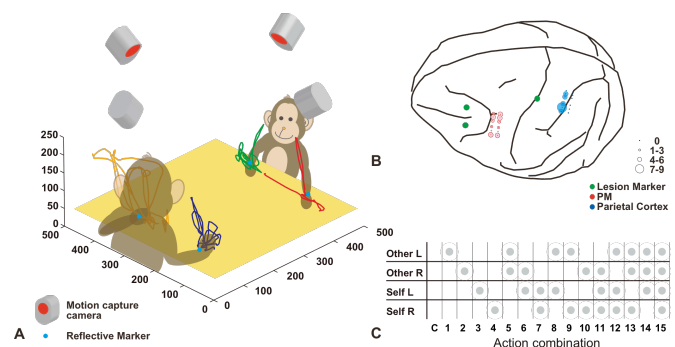 250
200
150
100
50
0
500
400
300
200
100
0
0
100
200
300
400
500
Motion capture
camera
A
Reflective Marker
B
0
1-3
4-6
7-9
Lesion Marker
PM
Parietal Cortex
Other L
Other R
Self L
Self R
C 1 2 3 4 5 6 7 8 9 10 11 12 13 14 15
C
Action combination